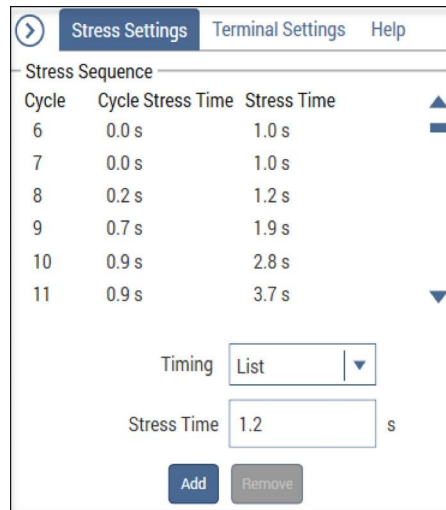 Stress Settings Terminal Settings Help
Stress Sequence
Cycle Cycle Stress Time Stress Time
6 0.0 s 1.0 s
7 0.0 s 1.0 s
8 0.2 s 1.2 s
9 0.7 s 1.9 s
10 0.9 s 2.8 s
11 0.9 s 3.7 s
Timing List
Stress Time 1.2 s
Add Remove